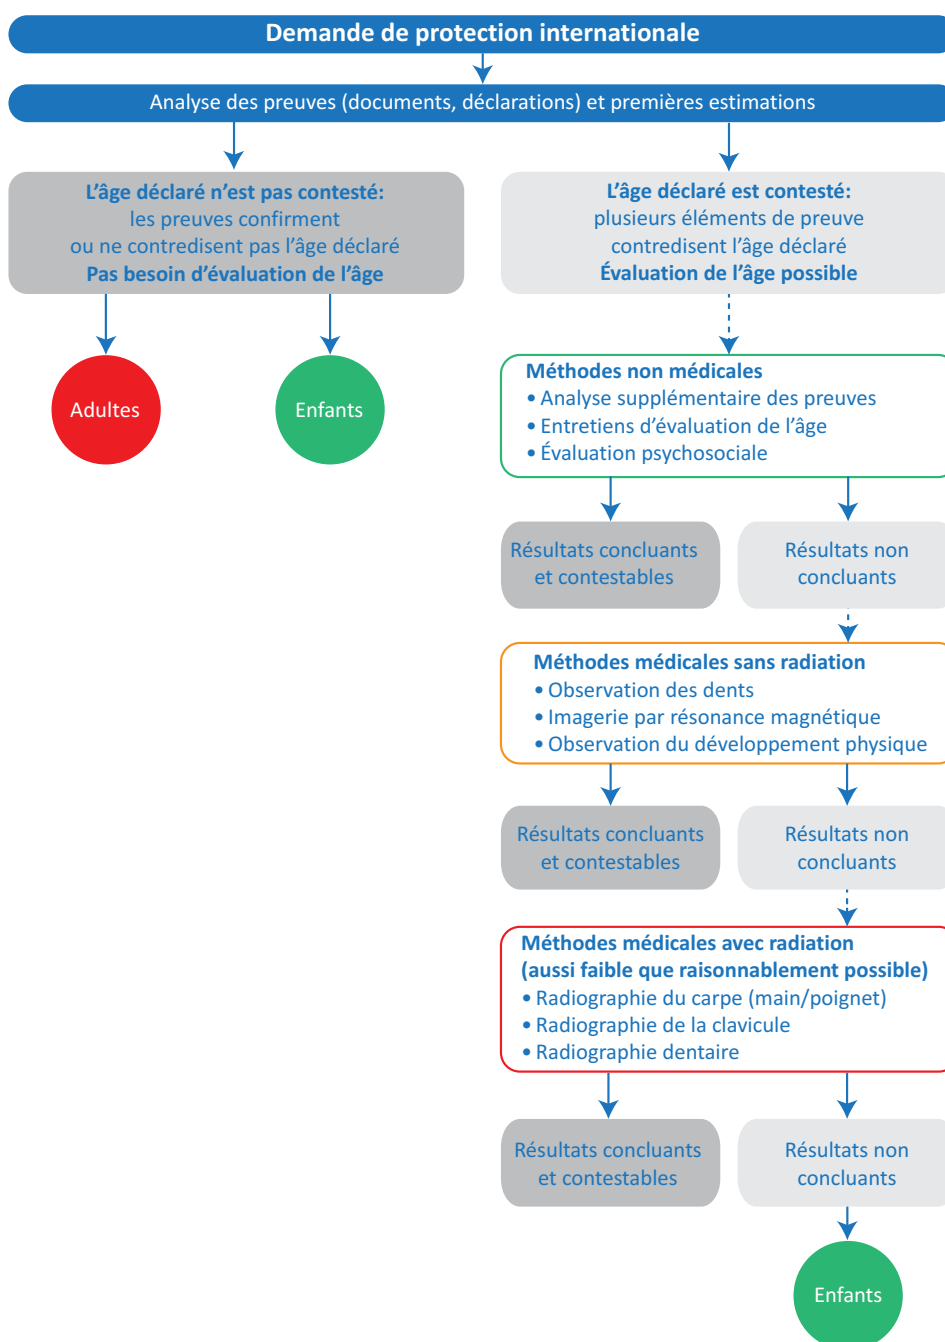 Demande de protection internationale
Analyse des preuves (documents, déclarations) et premières estimations
L'âge déclaré n'est pas contesté:
les preuves confirment
ou ne contredisent pas l'âge déclaré
Pas besoin d'évaluation de l'âge
L'âge déclaré est contesté:
plusieurs éléments de preuve
contredisent l'âge déclaré
Évaluation de l'âge possible
Adultes
Enfants
Méthodes non médicales
• Analyse supplémentaire des preuves
• Entretiens d'évaluation de l'âge
• Évaluation psychosociale
Résultats concluants
et contestables
Résultats non
concluants
Méthodes médicales sans radiation
• Observation des dents
• Imagerie par résonance magnétique
• Observation du développement physique
Résultats concluants
et contestables
Résultats non
concluants
Méthodes médicales avec radiation
(aussi faible que raisonnablement possible)
• Radiographie du carpe (main/poignet)
• Radiographie de la clavicule
• Radiographie dentaire
Résultats concluants
et contestables
Résultats non
concluants
Enfants